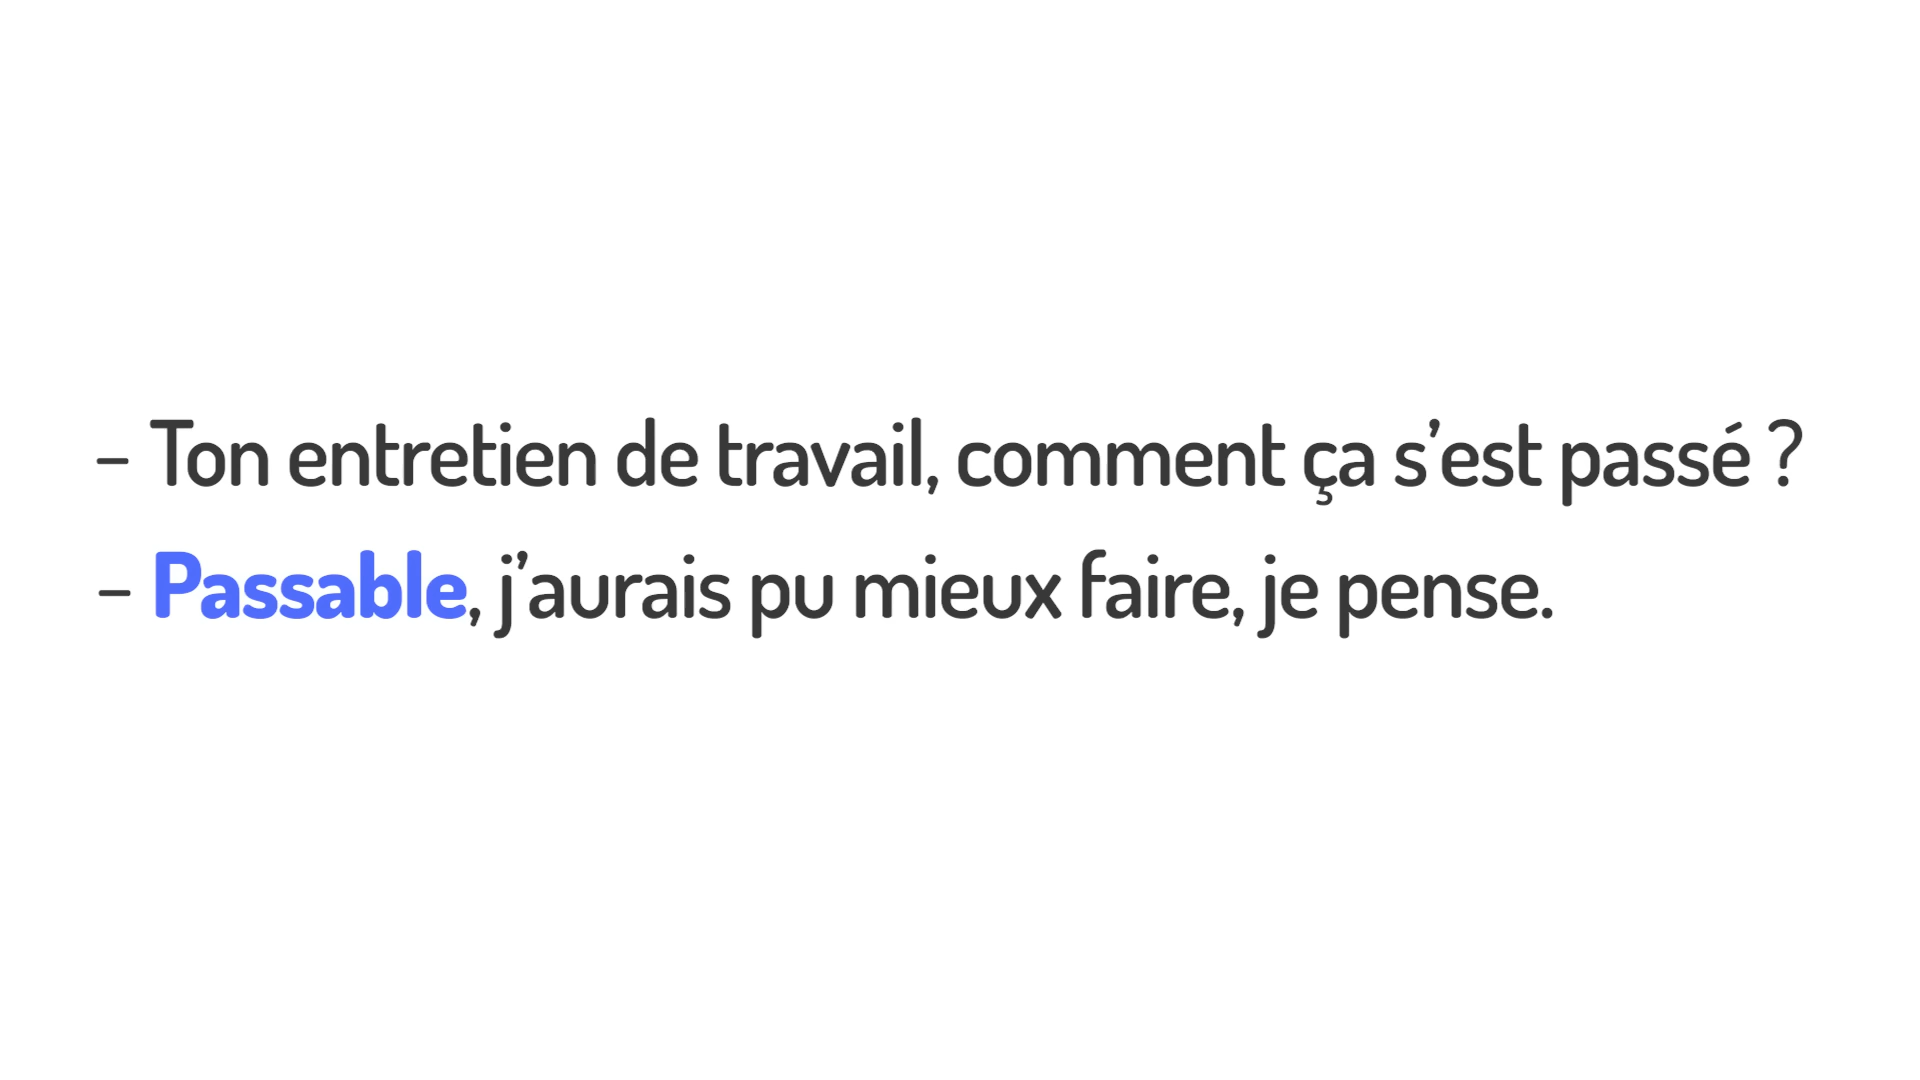 – Ton entretien de travail, comment ça s’est passé ?
– Passable, j’aurais pu mieux faire, je pense.